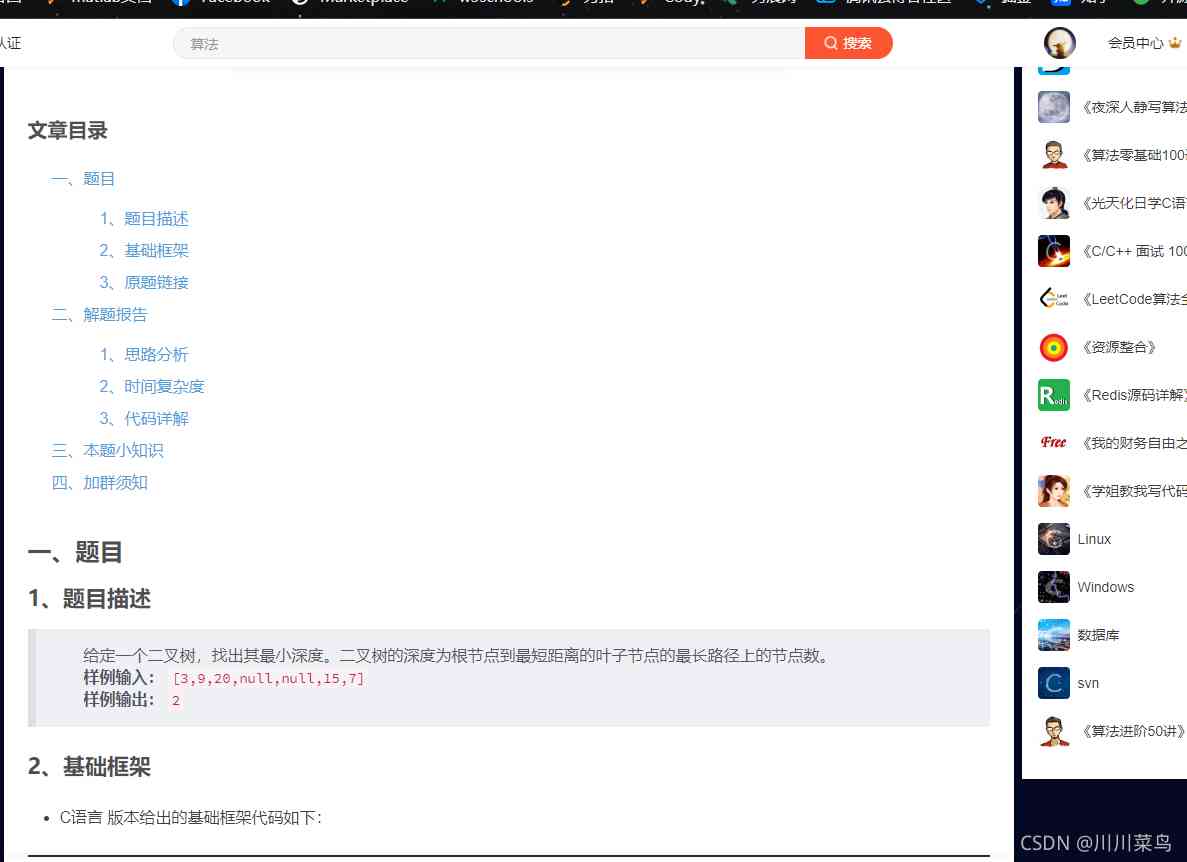 Facebook
Marketplace
w3schools
认证
算法
搜索
会员中心
文章目录
一、题目
1、题目描述
2、基础框架
3、原题链接
二、解题报告
1、思路分析
2、时间复杂度
3、代码详解
三、本题小知识
四、加群须知
一、题目
1、题目描述
给定一个二叉树，找出其最小深度。二叉树的深度为根节点到最短距离的叶子节点的最长路径上的节点数。
样例输入： [3,9,20,null,null,15,7]
样例输出： 2
2、基础框架
• C语言 版本给出的基础框架代码如下：
《夜深人静写算法
《算法零基础100
《光天化日学C语
《C/C++ 面试 100
Leet Code
《LeetCode算法全
《资源整合》
Redis
《Redis源码详解》
Free
《我的财务自由之
《学姐教我写代码
Linux
Windows
数据库
C
svn
《算法进阶50讲》
CSDN @川川菜鸟